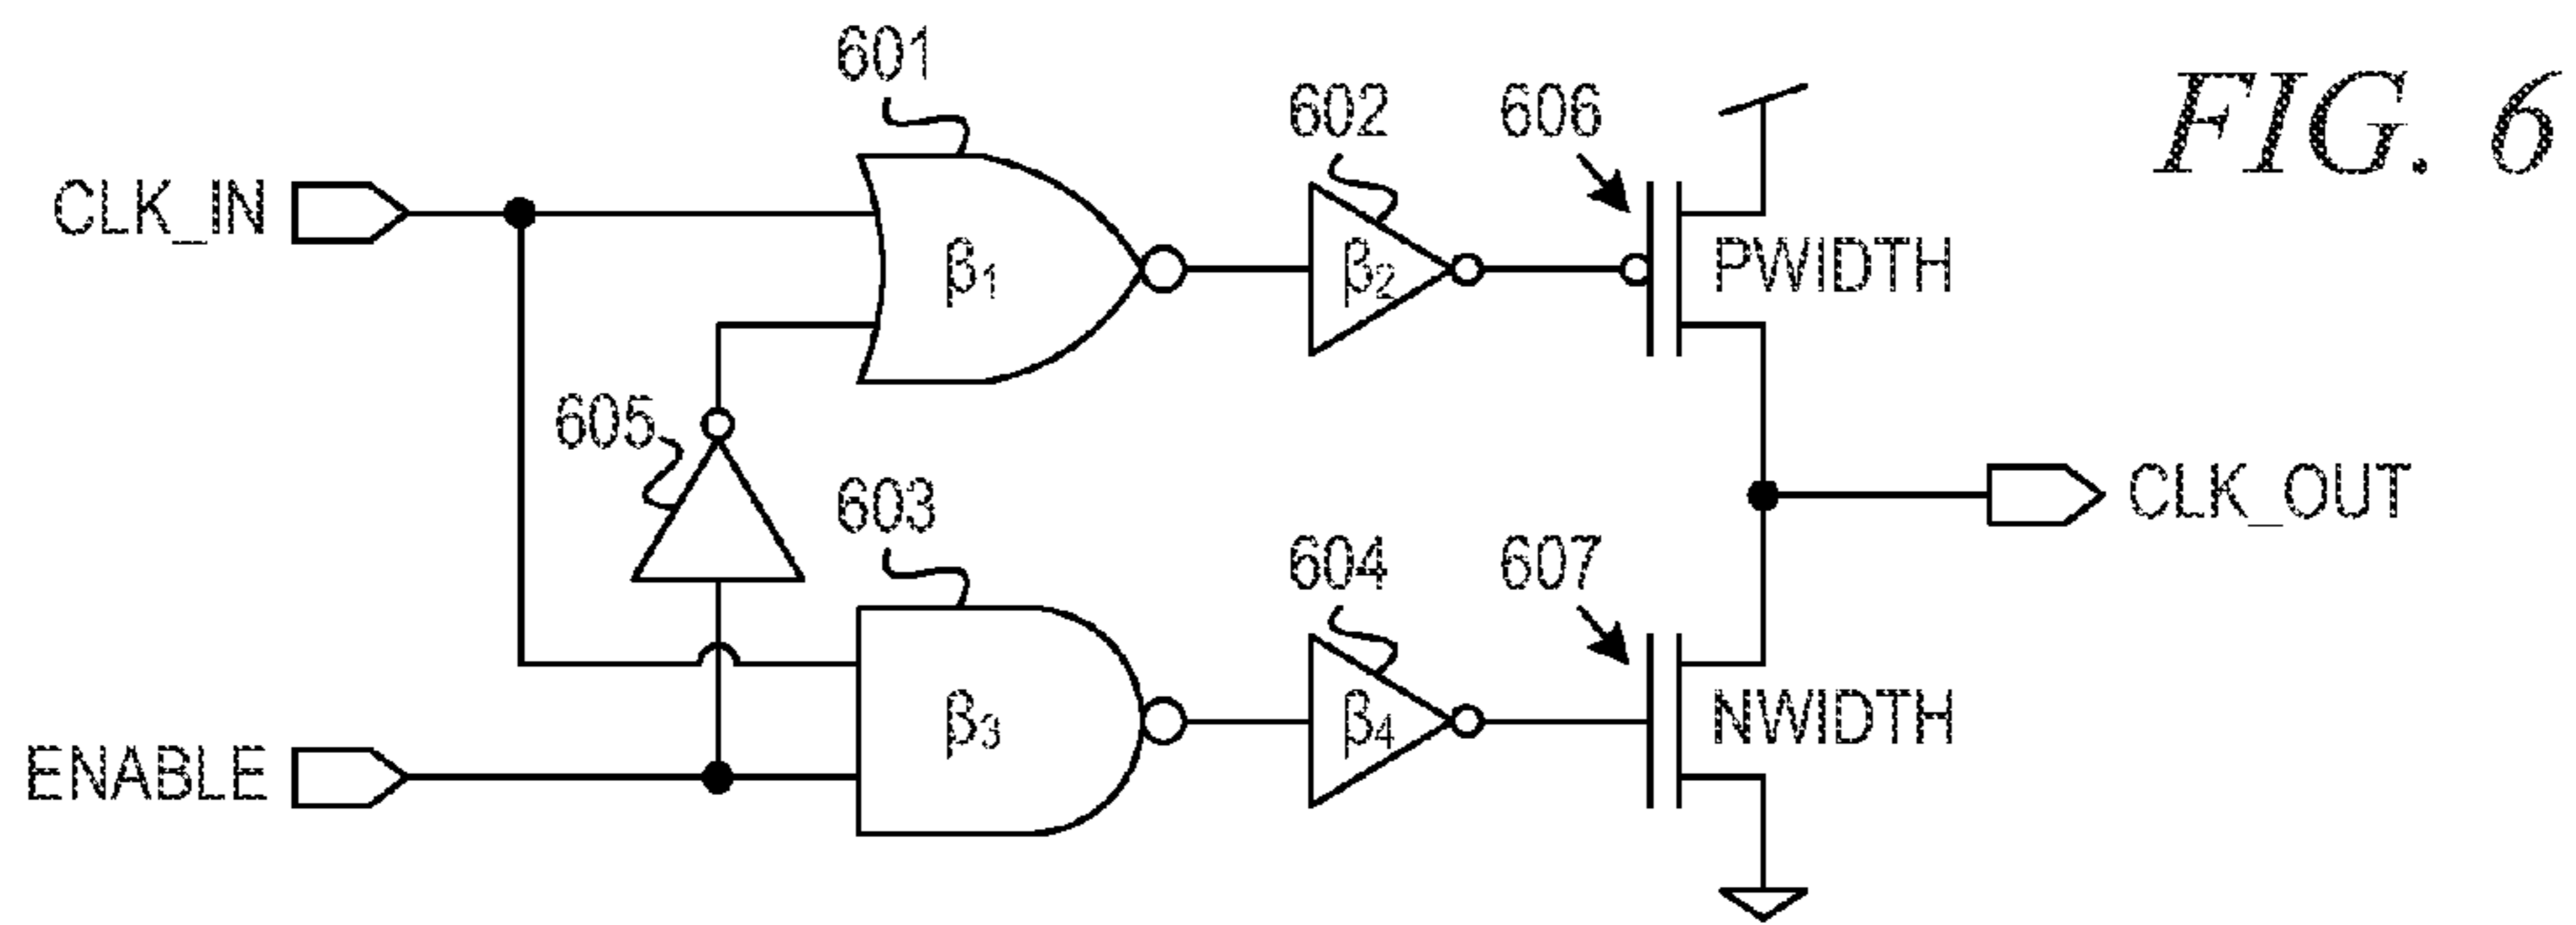 601
602
606
FIG. 6
CLK_IN
β1
β2
PWIDTH
605
603
604
607
CLK_OUT
β3
β4
NWIDTH
ENABLE